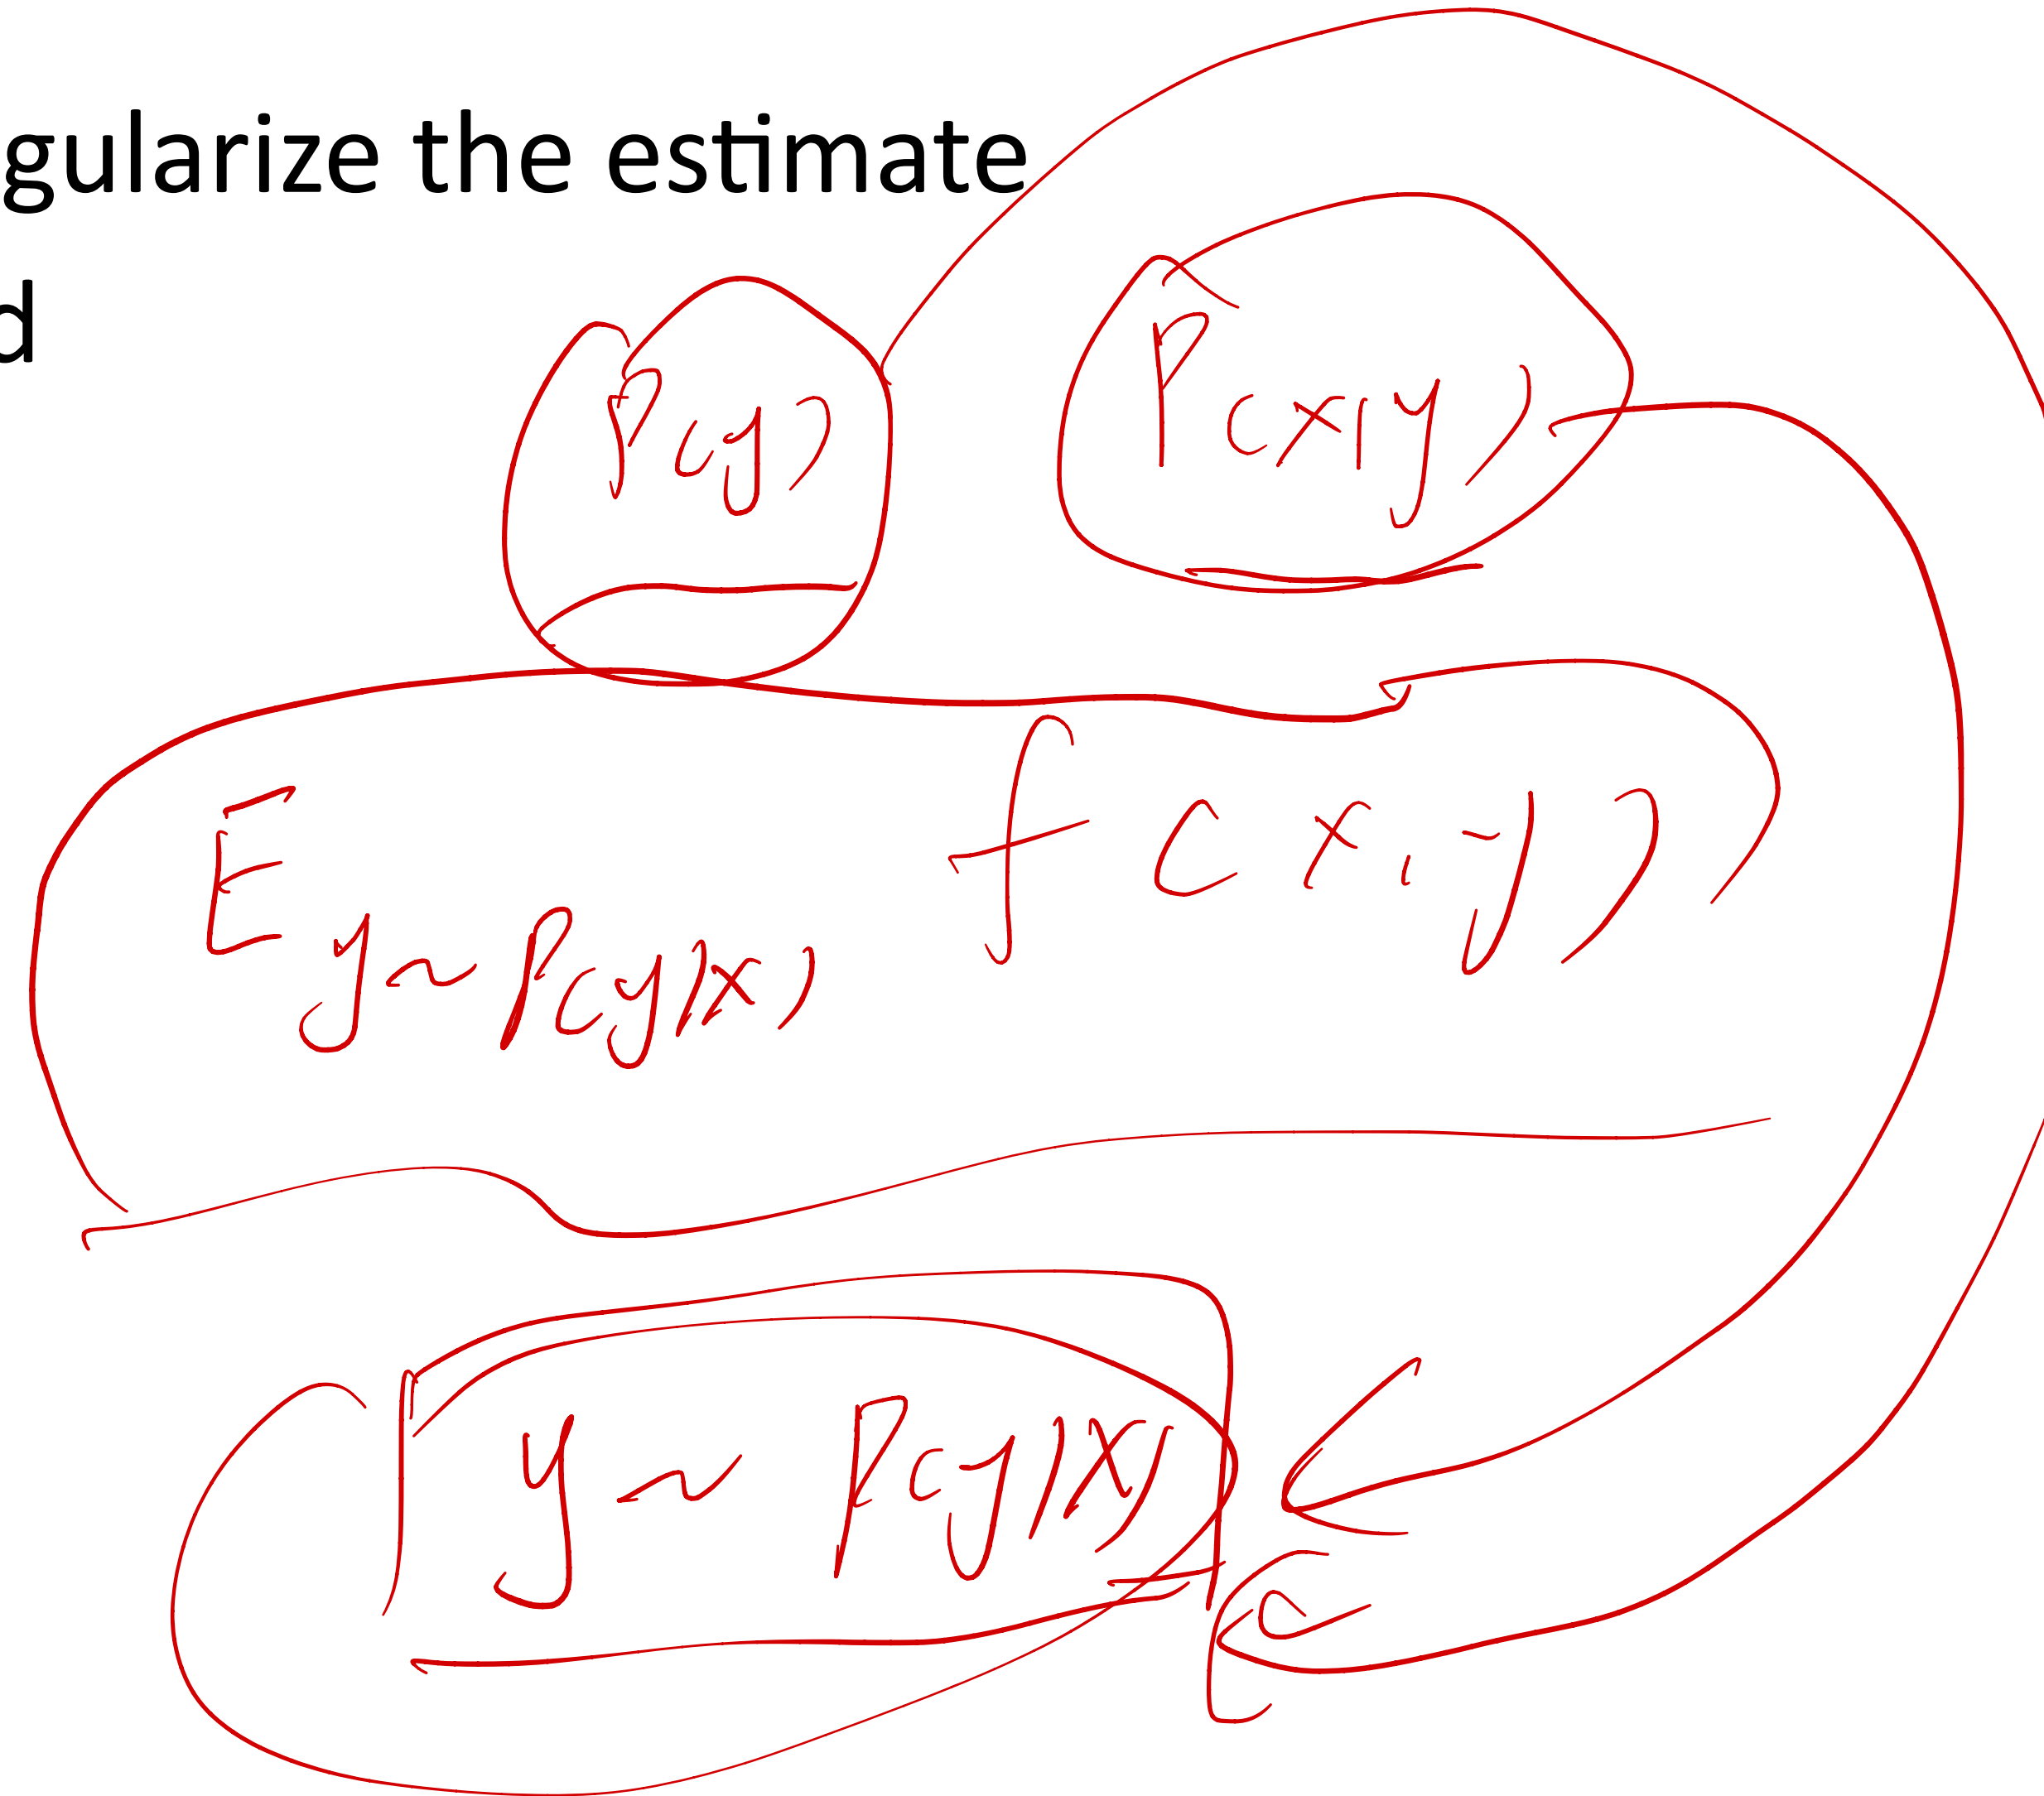 gularize the estimate
d
P(y) P(x|y)
E y~P(y|x) f(x,y)
y ~ P(y|x)